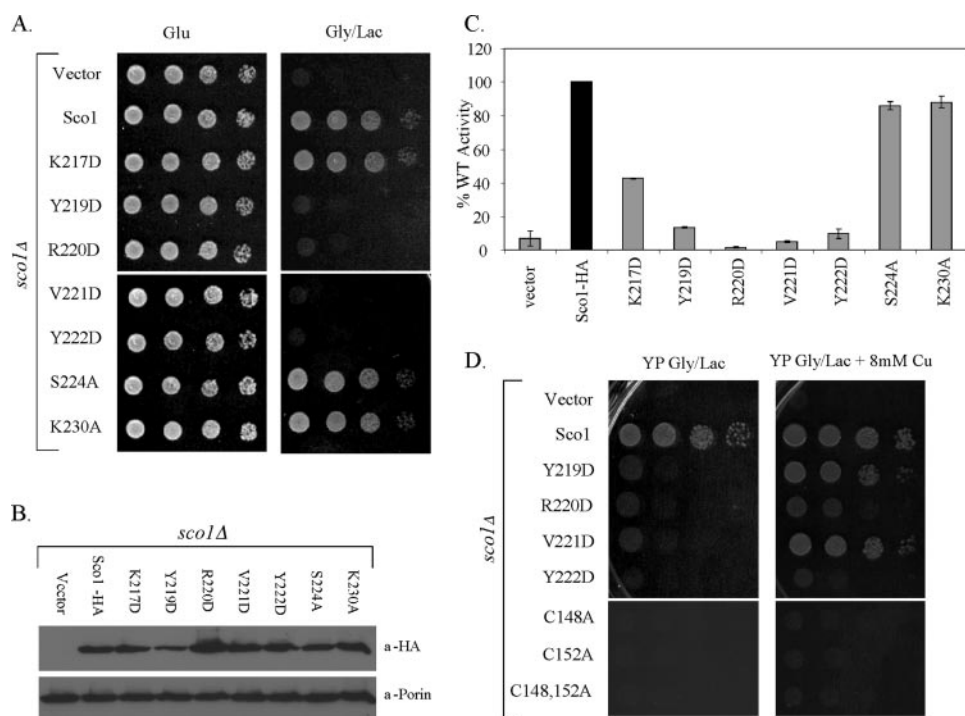 A.
Glu
Gly/Lac
sco1Δ
Vector
Sco1
K217D
Y219D
R220D
V221D
Y222D
S224A
K230A
B.
sco1Δ
Vector
Sco1 -HA
K217D
Y219D
R220D
V221D
Y222D
S224A
K230A
a-HA
a-Porin
C.
% WT Activity
120
100
80
60
40
20
0
vector
Sco1-HA
K217D
Y219D
R220D
V221D
Y222D
S224A
K230A
D.
YP Gly/Lac
YP Gly/Lac + 8mM Cu
sco1Δ
Vector
Sco1
Y219D
R220D
V221D
Y222D
C148A
C152A
C148,152A